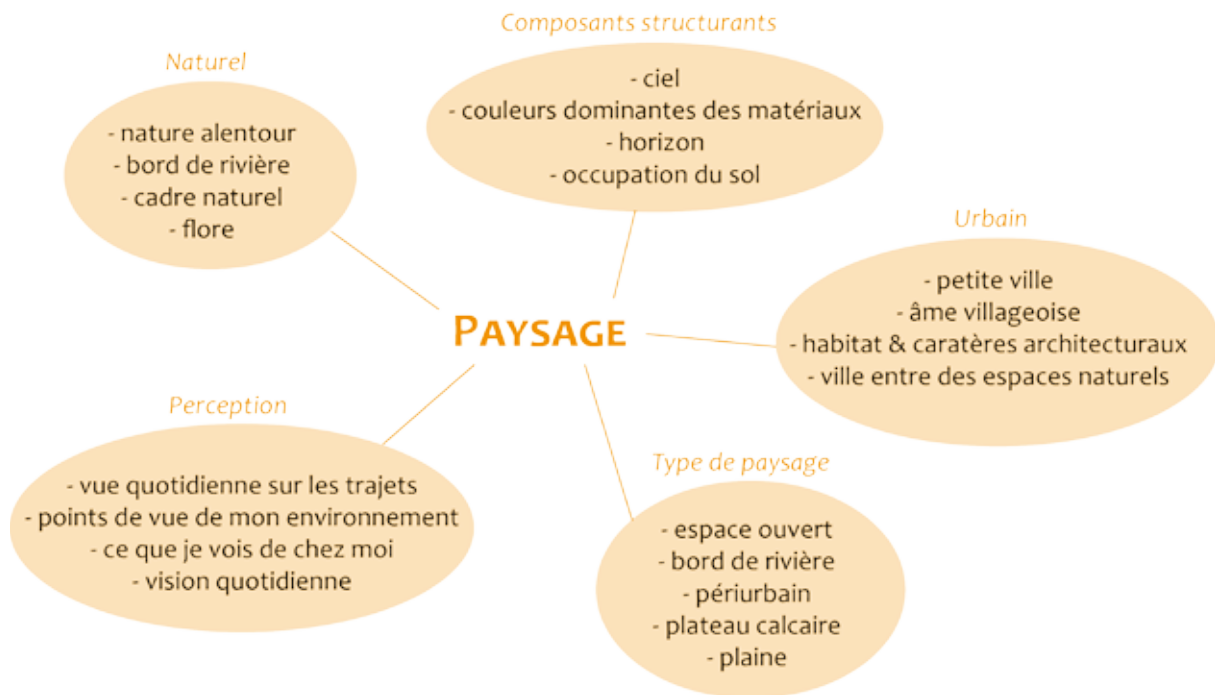 Composants structurants
- ciel
- couleurs dominantes des matériaux
- horizon
- occupation du sol
Naturel
- nature alentour
- bord de rivière
- cadre naturel
- flore
Urbain
- petite ville
- âme villageoise
- habitat & caratères architecturaux
- ville entre des espaces naturels
PAYSAGE
Perception
- vue quotidienne sur les trajets
- points de vue de mon environnement
- ce que je vois de chez moi
- vision quotidienne
Type de paysage
- espace ouvert
- bord de rivière
- périurbain
- plateau calcaire
- plaine